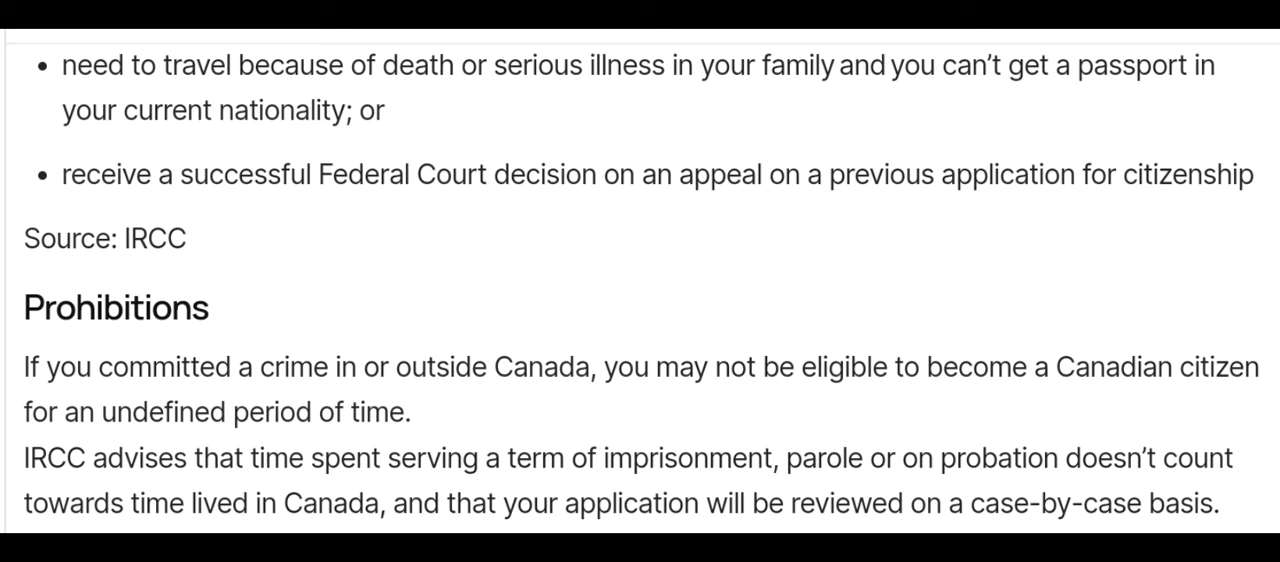 • need to travel because of death or serious illness in your family and you can’t get a passport in
your current nationality; or
• receive a successful Federal Court decision on an appeal on a previous application for citizenship
Source: IRCC
Prohibitions
If you committed a crime in or outside Canada, you may not be eligible to become a Canadian citizen
for an undefined period of time.
IRCC advises that time spent serving a term of imprisonment, parole or on probation doesn’t count
towards time lived in Canada, and that your application will be reviewed on a case-by-case basis.